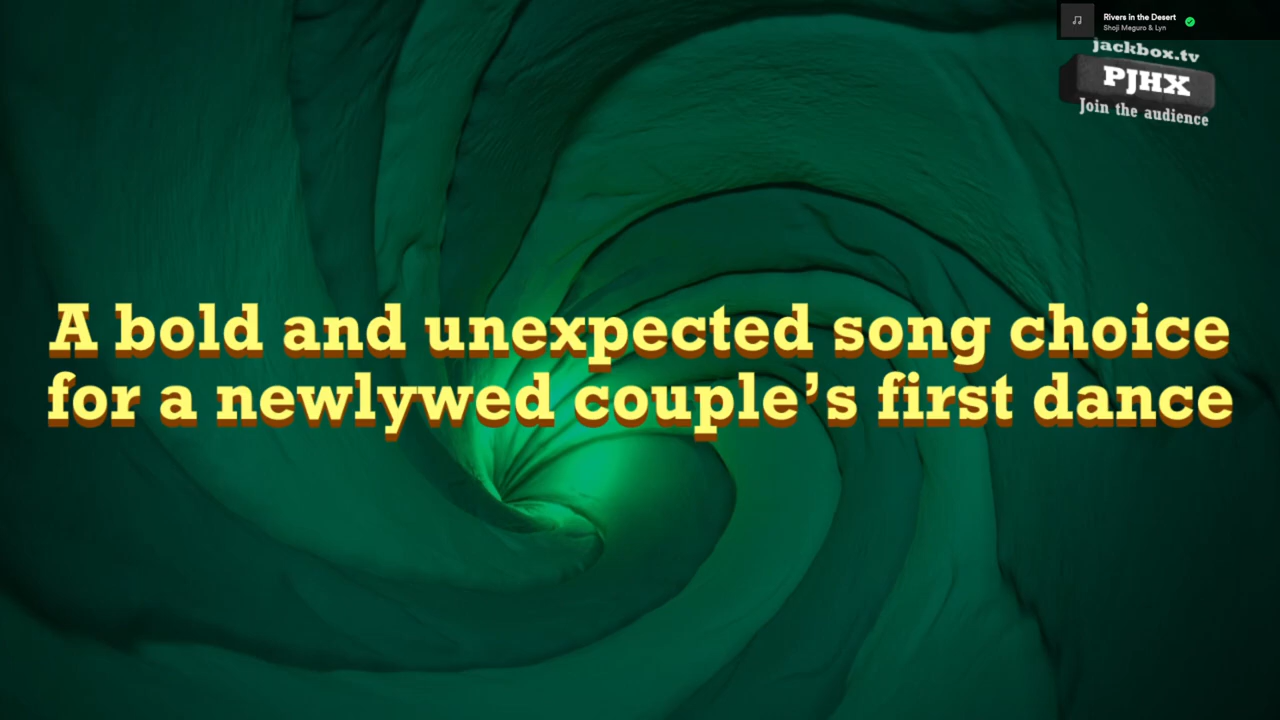 Rivers in the Desert
Shoji Meguro & Lyn
jackbox.tv
PJHX
Join the audience
A bold and unexpected song choice
for a newlywed couple’s first dance